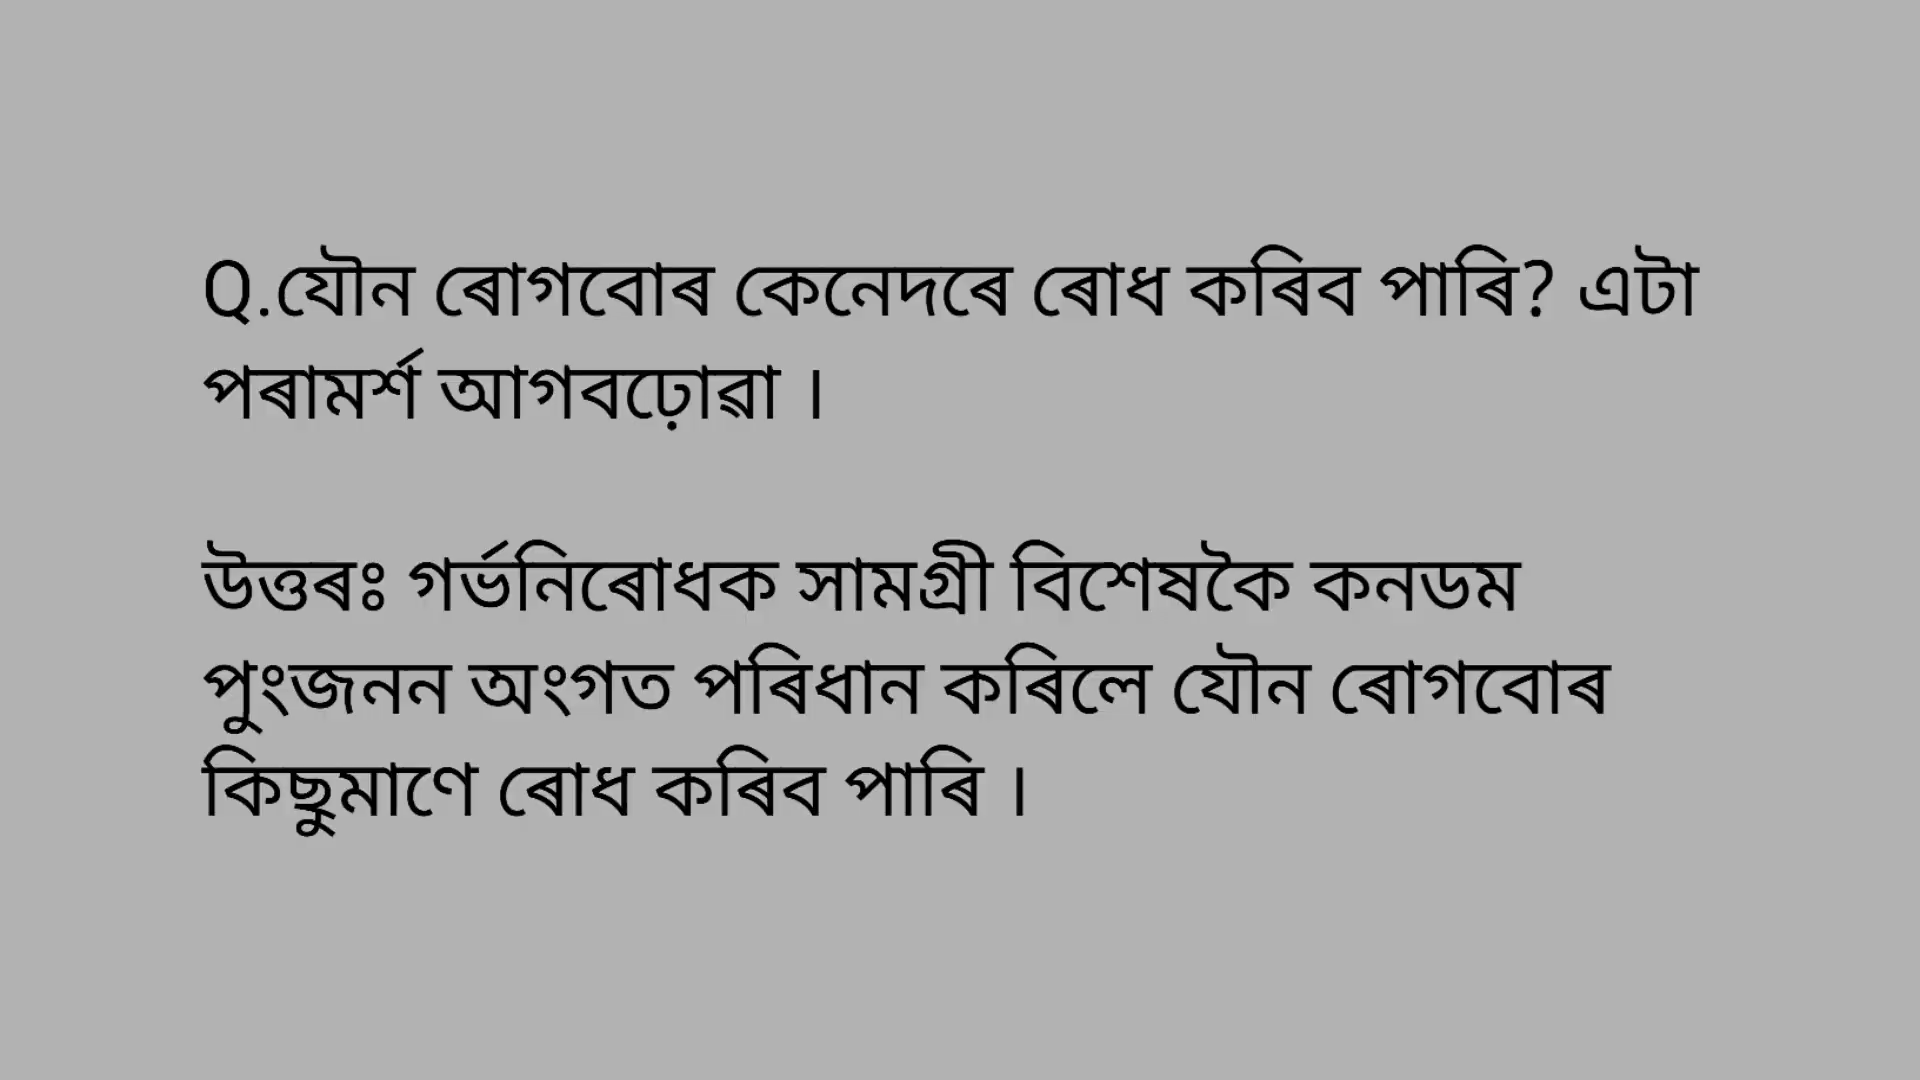 Q.যৌন ৰোগবোৰ কেনেদৰে ৰোধ কৰিব পাৰি? এটা
পৰামৰ্শ আগবঢ়োৱা ।
উত্তৰঃ গৰ্ভনিৰোধক সামগ্ৰী বিশেষকৈ কনডম
পুংজনন অংগত পৰিধান কৰিলে যৌন ৰোগবোৰ
কিছুমাণে ৰোধ কৰিব পাৰি ।